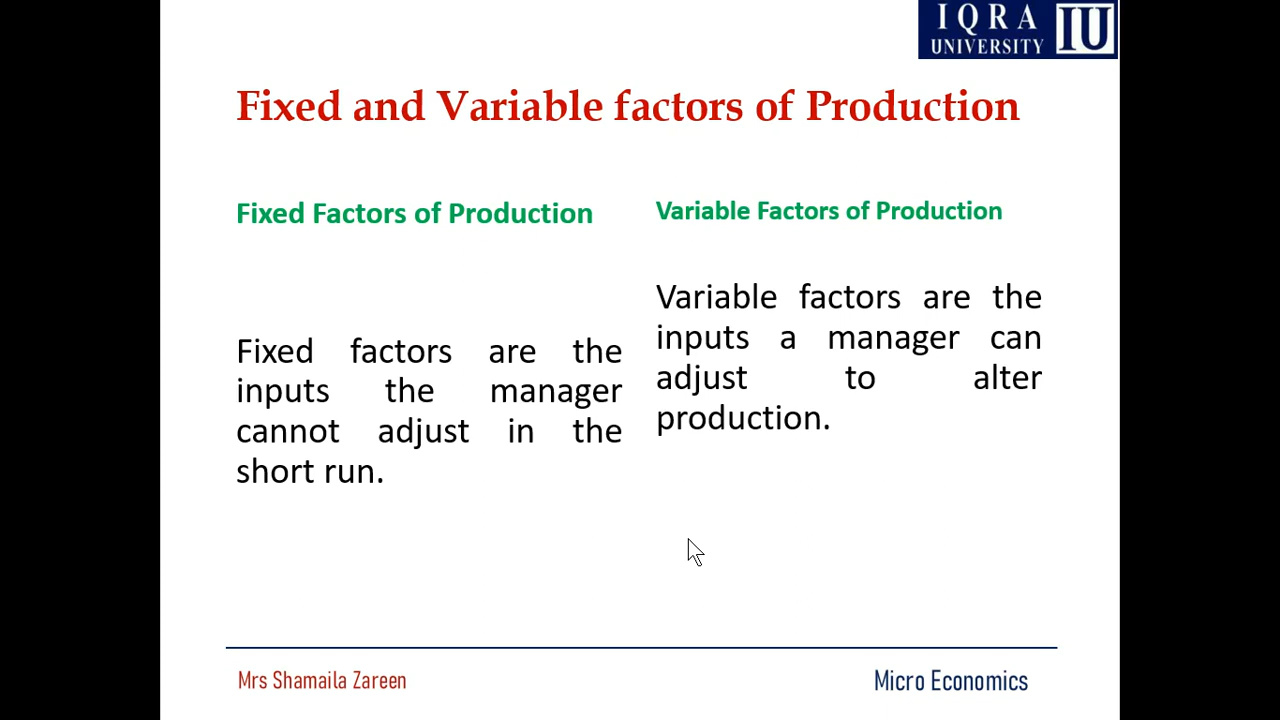 IQRA
UNIVERSITY IU
Fixed and Variable factors of Production
Fixed Factors of Production
Fixed factors are the
inputs the manager
cannot adjust in the
short run.
Variable Factors of Production
Variable factors are the
inputs a manager can
adjust to alter
production.
Mrs Shamaila Zareen
Micro Economics